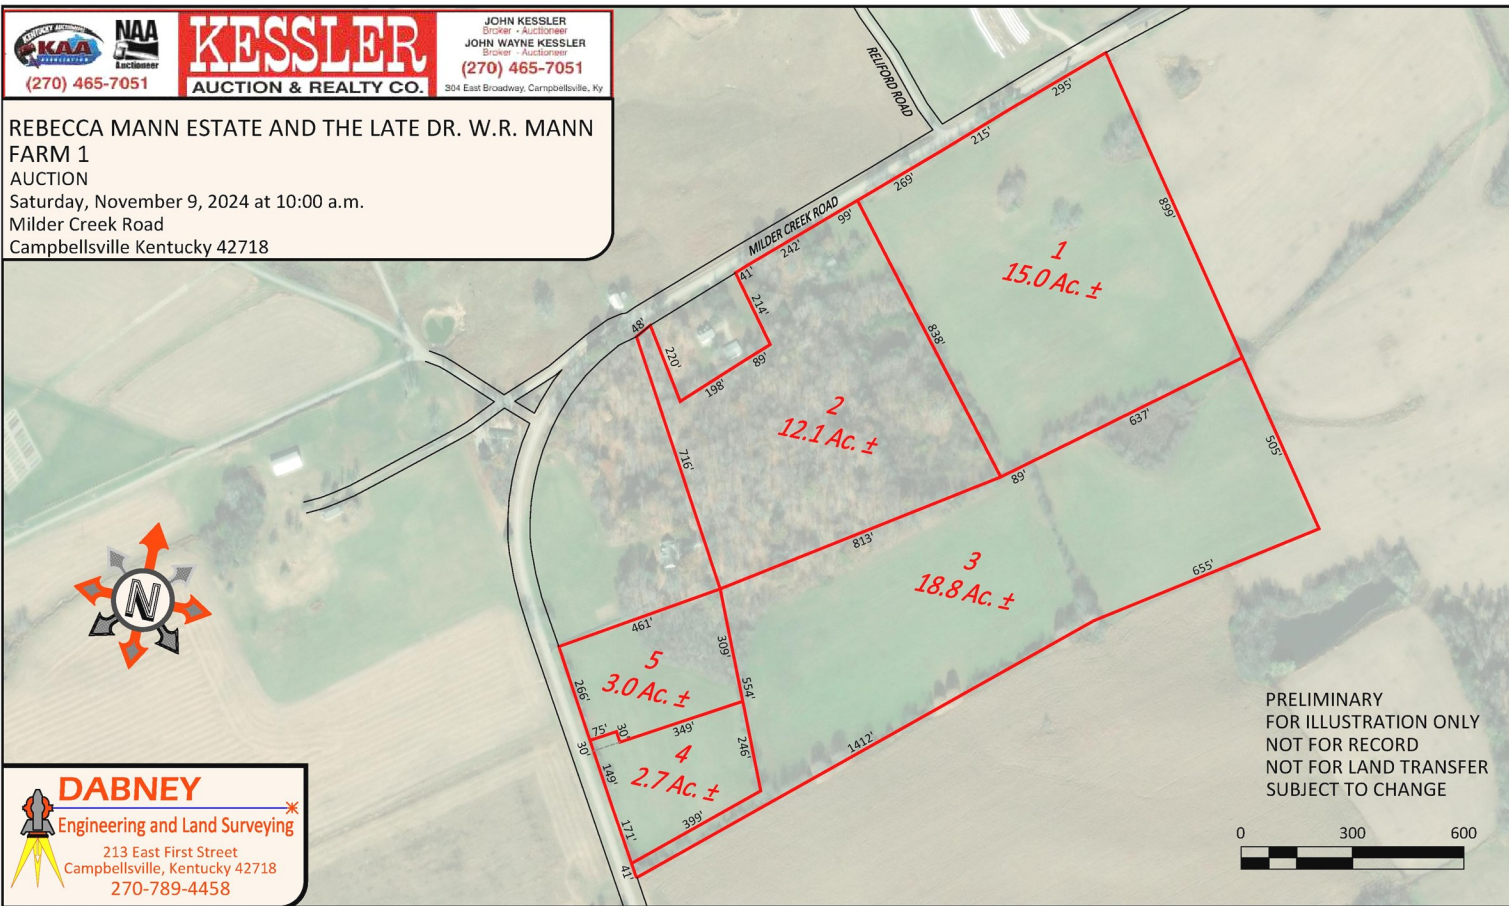 KENTUCKY AUCTIONEERS
KAA
ASSOCIATION
NAA
Auctioneer
(270) 465-7051
KESSLER
AUCTION & REALTY CO.
JOHN KESSLER
Broker - Auctioneer
JOHN WAYNE KESSLER
Broker - Auctioneer
(270) 465-7051
304 East Broadway, Campbellsville, Ky
REBECCA MANN ESTATE AND THE LATE DR. W.R. MANN
FARM 1
AUCTION
Saturday, November 9, 2024 at 10:00 a.m.
Milder Creek Road
Campbellsville Kentucky 42718
RELIFORD ROAD
MILDER CREEK ROAD
295'
215'
269'
99'
242'
41'
214'
89'
198'
220'
48'
899'
838'
716'
1
15.0 Ac. ±
2
12.1 Ac. ±
637'
89'
813'
505'
655'
3
18.8 Ac. ±
461'
309'
554'
266'
5
3.0 Ac. ±
75'
30'
349'
30'
246'
149'
4
2.7 Ac. ±
171'
399'
41'
1412'
N
PRELIMINARY
FOR ILLUSTRATION ONLY
NOT FOR RECORD
NOT FOR LAND TRANSFER
SUBJECT TO CHANGE
0 300 600
DABNEY
Engineering and Land Surveying
213 East First Street
Campbellsville, Kentucky 42718
270-789-4458